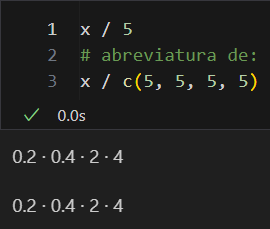 1 x / 5
2 # abreviatura de:
3 x / c(5, 5, 5, 5)
✓ 0.0s
0.2 · 0.4 · 2 · 4
0.2 · 0.4 · 2 · 4